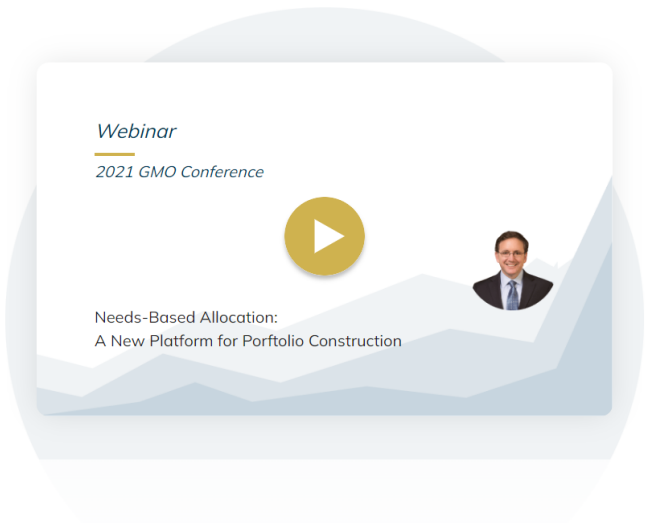 Webinar
2021 GMO Conference
Needs-Based Allocation:
A New Platform for Porftolio Construction